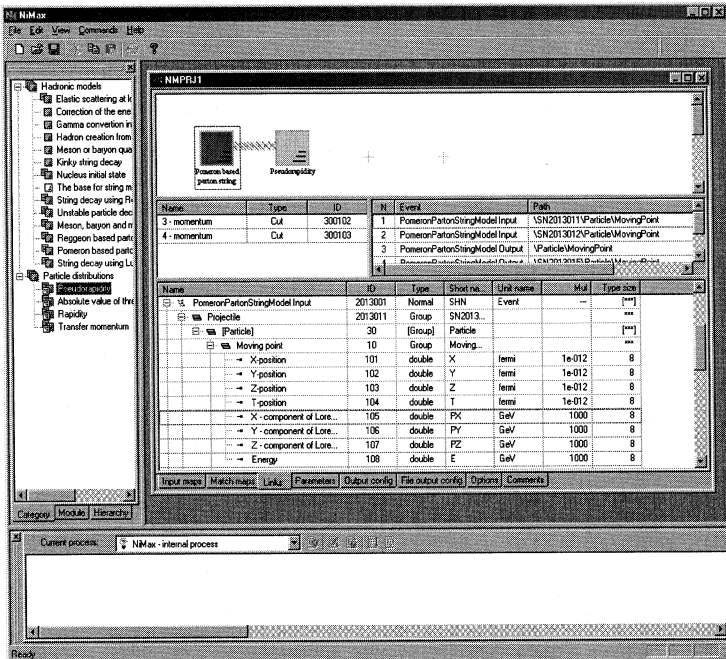 NiMax
File Edit View Commands Help
Hadronic models
Elastic scattering at lo
Correction of the ene
Gamma convertion in
Hadron creation from
Meson or baryon qua
Kinky string decay
Nucleus initial state
The base for string m
String decay using Re
Unstable particle dec
Meson, baryon and m
Reggeon based parto
Pomeron based parto
String decay using Lu
Particle distributions
Pseudorapidity
Absolute value of thre
Rapidity
Transfer momentum
Category Module Hierarchy
NMPRJ1
Pomeron based
parton string
Pseudorapidity
Name Type ID
3 - momentum Cut 300102
4 - momentum Cut 300103
N Event Path
1 PomeronPartonStringModel Input \SN2013011\Particle\MovingPoint
2 PomeronPartonStringModel Input \SN2013012\Particle\MovingPoint
3 PomeronPartonStringModel Output \Particle\MovingPoint
4 PomeronPartonStringModel Output \SN2013015\Particle\MovingPoint
Name ID Type Short na... Unit name Mul Type size
PomeronPartonStringModel Input 2013001 Normal SHN Event --- [***]
Projectile 2013011 Group SN2013... ***
[Particle] 30 [Group] Particle [***]
Moving point 10 Group Moving... ***
X-position 101 double X fermi 1e-012 8
Y-position 102 double Y fermi 1e-012 8
Z-position 103 double Z fermi 1e-012 8
T-position 104 double T fermi 1e-012 8
X - component of Lore... 105 double PX GeV 1000 8
Y - component of Lore... 106 double PY GeV 1000 8
Z - component of Lore... 107 double PZ GeV 1000 8
Energy 108 double E GeV 1000 8
Input maps Match maps Links Parameters Output config File output config Options Comments
Current process: NiMax - internal process
Ready